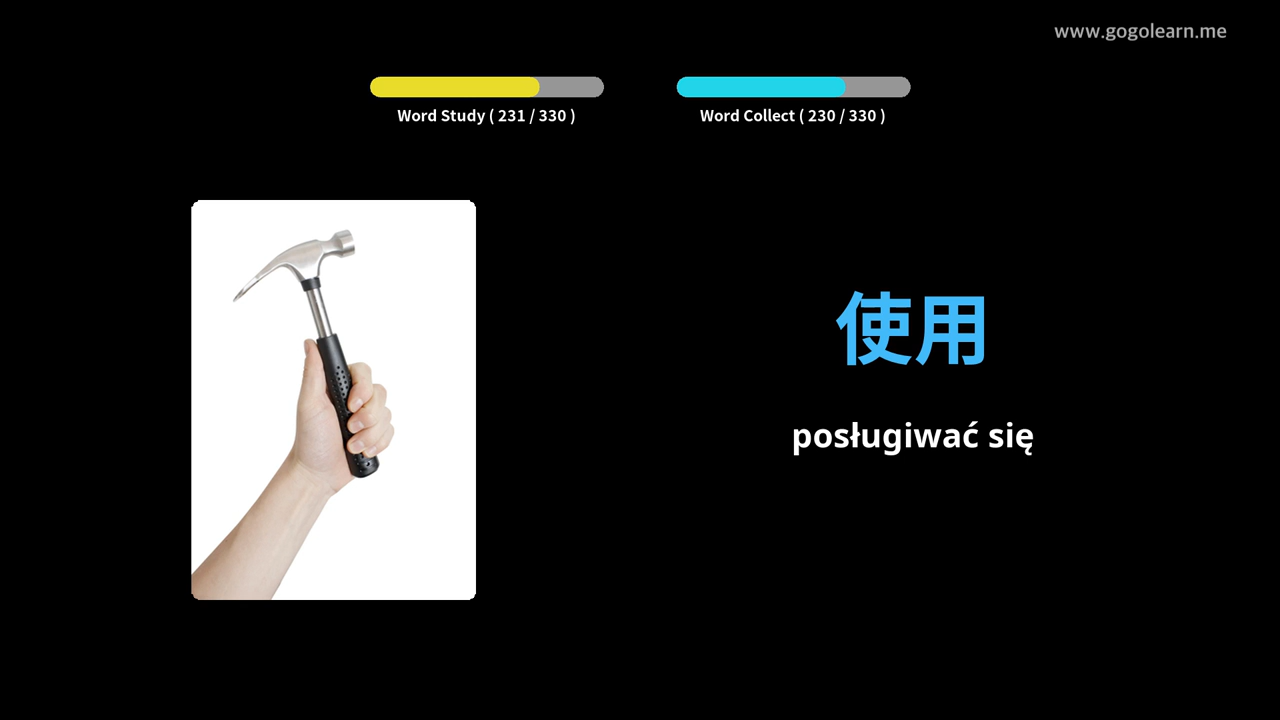 www.gogolearn.me
Word Study ( 231 / 330 )
Word Collect ( 230 / 330 )
使用
posługiwać się